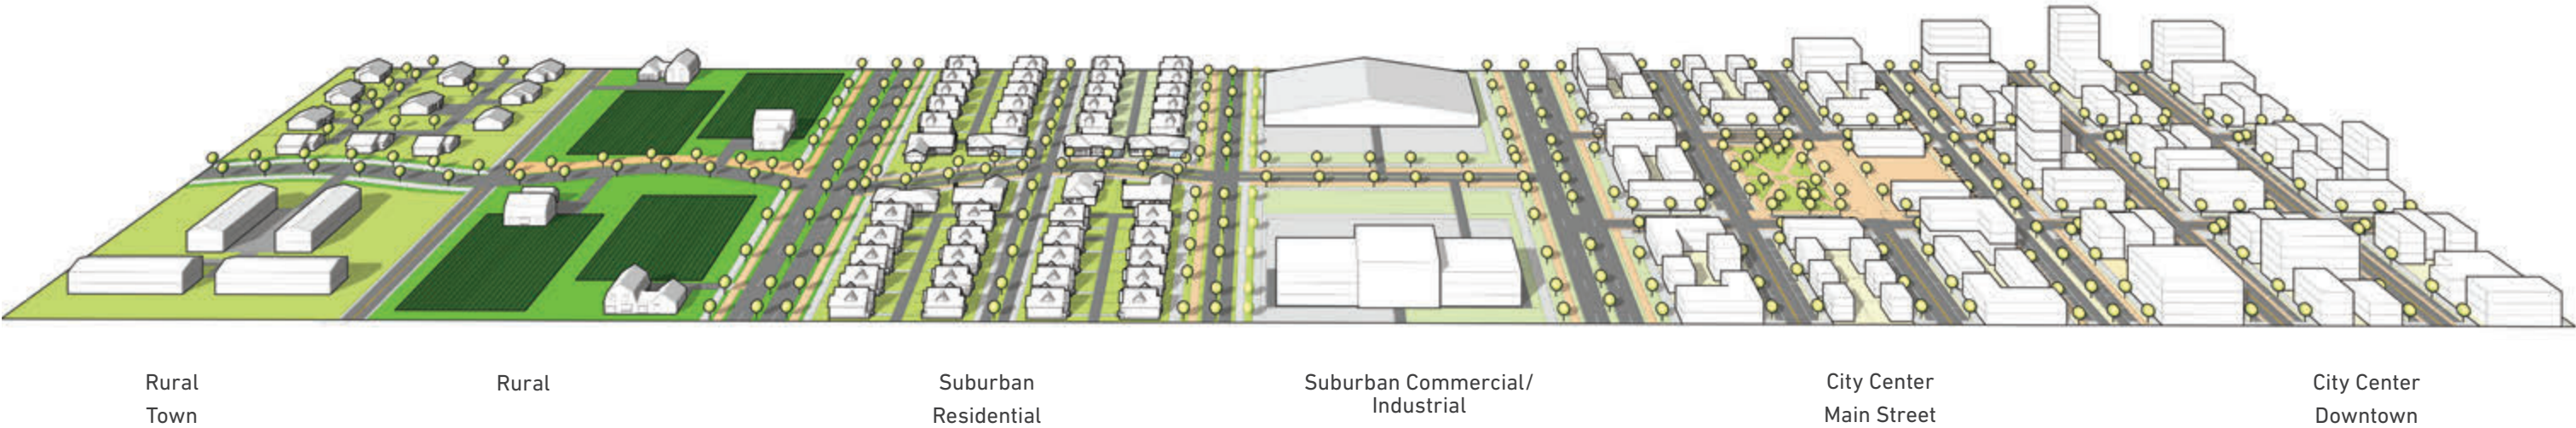 Rural
Town
Rural
Suburban
Residential
Suburban Commercial/
Industrial
City Center
Main Street
City Center
Downtown